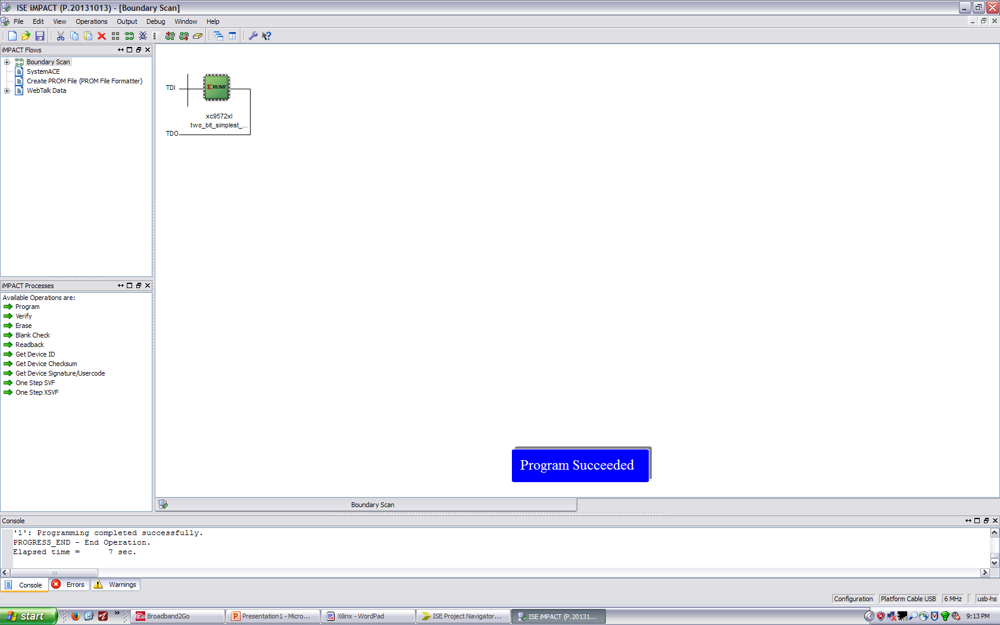 ISE iMPACT (P.20131013) - [Boundary Scan]
File Edit View Operations Output Debug Window Help
iMPACT Flows
Boundary Scan
SystemACE
Create PROM File (PROM File Formatter)
WebTalk Data
TDI
XILINX
xc9572xl
two_bit_simplest_...
TDO
iMPACT Processes
Available Operations are:
Program
Verify
Erase
Blank Check
Readback
Get Device ID
Get Device Checksum
Get Device Signature/Usercode
One Step SVF
One Step XSVF
Program Succeeded
Boundary Scan
Console
'1': Programming completed successfully.
PROGRESS_END - End Operation.
Elapsed time =      7 sec.
Console Errors Warnings
Configuration Platform Cable USB 6 MHz usb-hs
start Broadband2Go Presentation1 - Micro... Xilinx - WordPad ISE Project Navigator... ISE iMPACT (P.20131... 9:13 PM